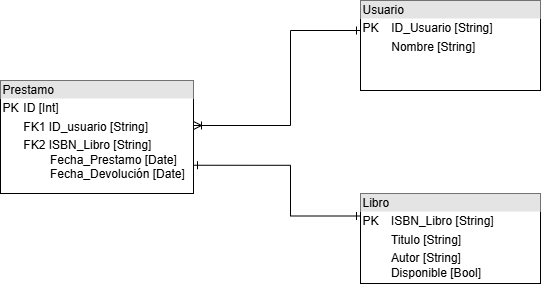 Usuario
PK ID_Usuario [String]
Nombre [String]
Prestamo
PK ID [Int]
FK1 ID_usuario [String]
FK2 ISBN_Libro [String]
Fecha_Prestamo [Date]
Fecha_Devolución [Date]
Libro
PK ISBN_Libro [String]
Titulo [String]
Autor [String]
Disponible [Bool]